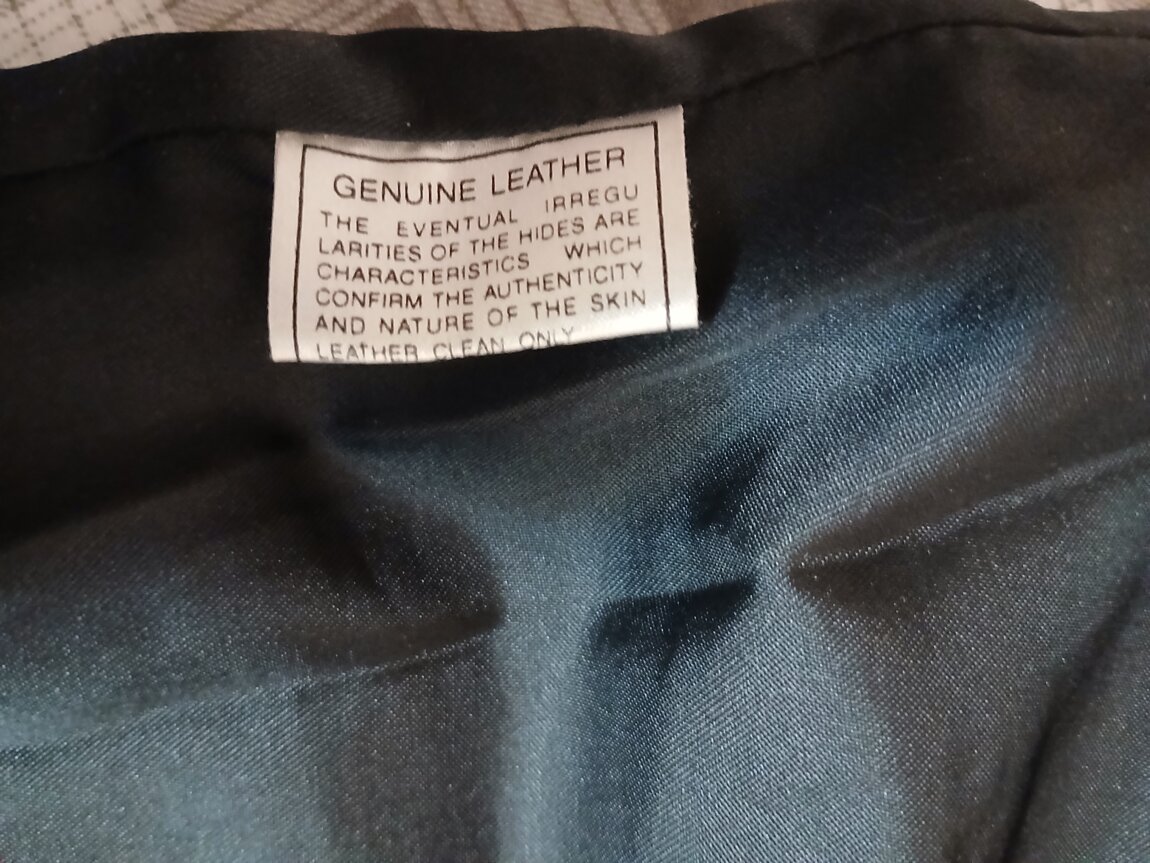 GENUINE LEATHER
THE EVENTUAL IRREGU
LARITIES OF THE HIDES ARE
CHARACTERISTICS WHICH
CONFIRM THE AUTHENTICITY
AND NATURE OF THE SKIN
LEATHER CLEAN ONLY